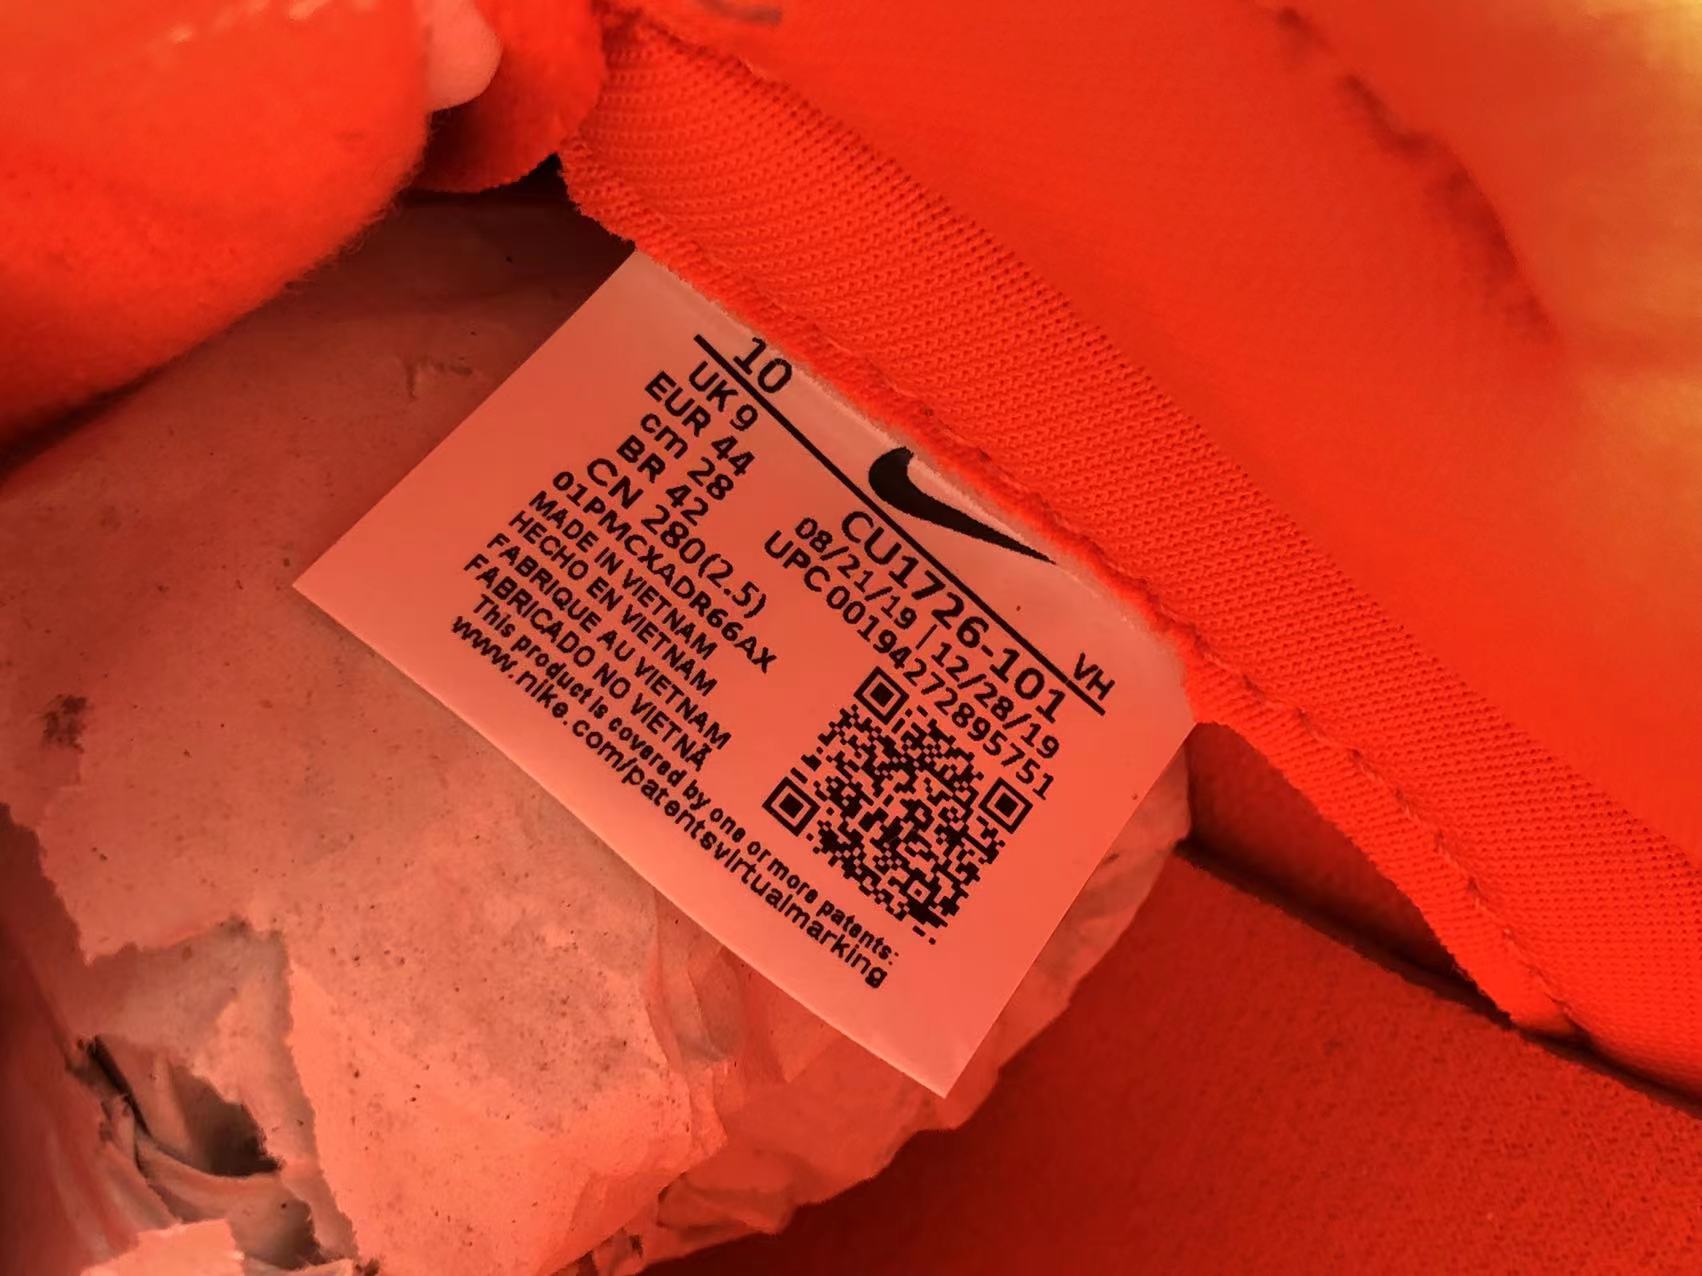 10
UK 9
EUR 44
cm 28
BR 42
CN 280(2.5)
01PMCXADR66AX
MADE IN VIETNAM
HECHO EN VIETNAM
FABRIQUE AU VIETNAM
FABRICADO NO VIETNÃ
This product is covered by one or more patents:
www.nike.com/patentsvirtualmarking
VH
CU1726-101
08/21/19 | 12/28/19
UPC 00194272895751